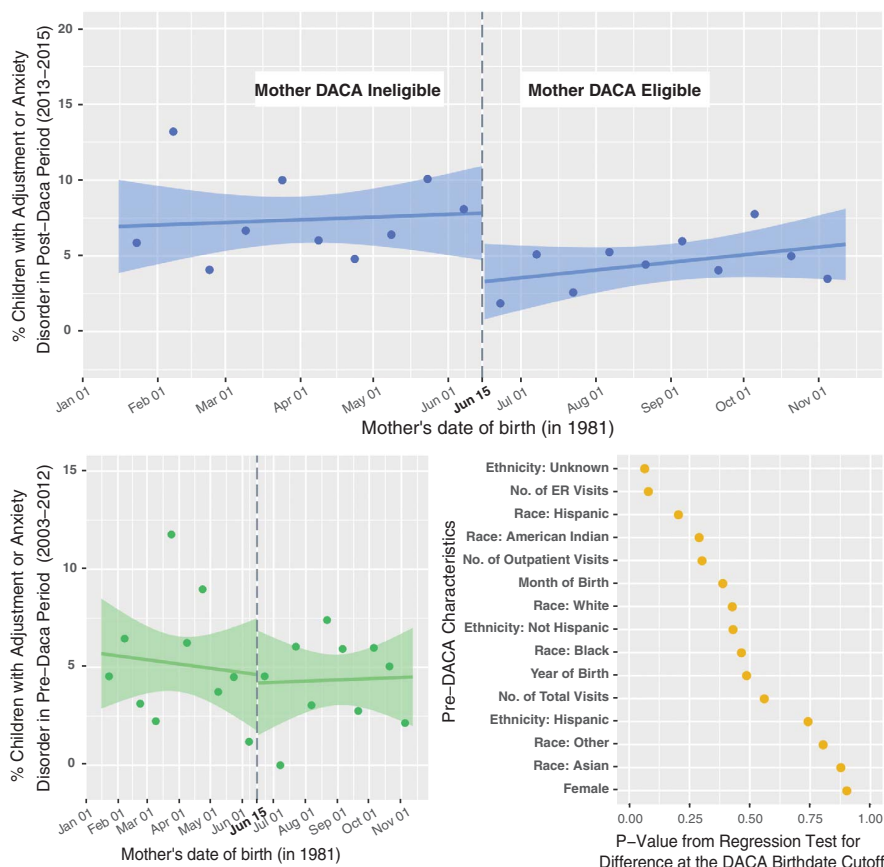 % Children with Adjustment or Anxiety
Disorder in Post−Daca Period (2013−2015)
20
15
10
5
0
Mother DACA Ineligible
Mother DACA Eligible
Jan 01
Feb 01
Mar 01
Apr 01
May 01
Jun 01
Jun 15
Jul 01
Aug 01
Sep 01
Oct 01
Nov 01
Mother's date of birth (in 1981)
% Children with Adjustment or Anxiety
Disorder in Pre−Daca Period (2003−2012)
15
10
5
0
Jan 01
Feb 01
Mar 01
Apr 01
May 01
Jun 01
Jun 15
Jul 01
Aug 01
Sep 01
Oct 01
Nov 01
Mother's date of birth (in 1981)
Pre−DACA Characteristics
Ethnicity: Unknown
No. of ER Visits
Race: Hispanic
Race: American Indian
No. of Outpatient Visits
Month of Birth
Race: White
Ethnicity: Not Hispanic
Race: Black
Year of Birth
No. of Total Visits
Ethnicity: Hispanic
Race: Other
Race: Asian
Female
0.00
0.25
0.50
0.75
1.00
P−Value from Regression Test for
Difference at the DACA Birthdate Cutoff